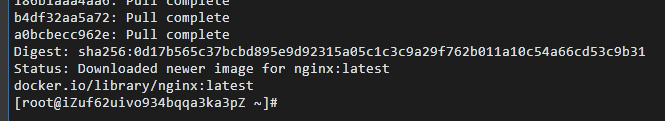 186b1aaa4aa6: Pull complete
b4df32aa5a72: Pull complete
a0bcbecc962e: Pull complete
Digest: sha256:0d17b565c37bcbd895e9d92315a05c1c3c9a29f762b011a10c54a66cd53c9b31
Status: Downloaded newer image for nginx:latest
docker.io/library/nginx:latest
[root@iZuf62uivo934bqqa3ka3pZ ~]#